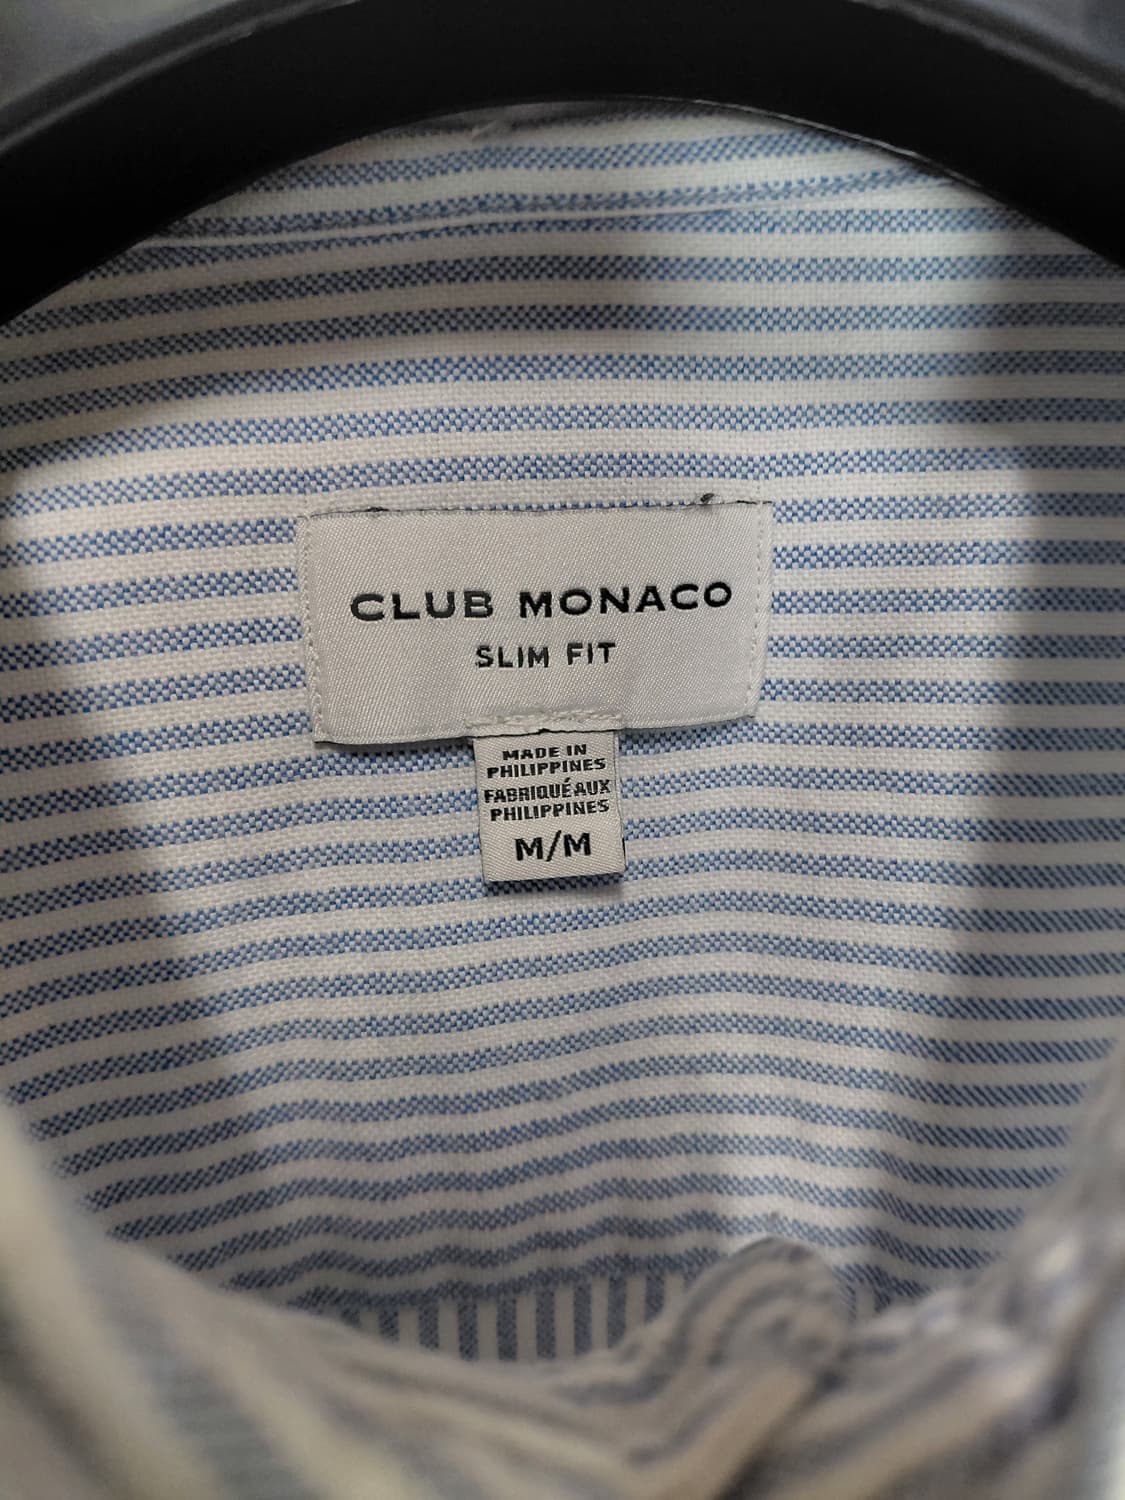 CLUB MONACO
SLIM FIT
MADE IN
PHILIPPINES
FABRIQUÉ AUX
PHILIPPINES
M/M